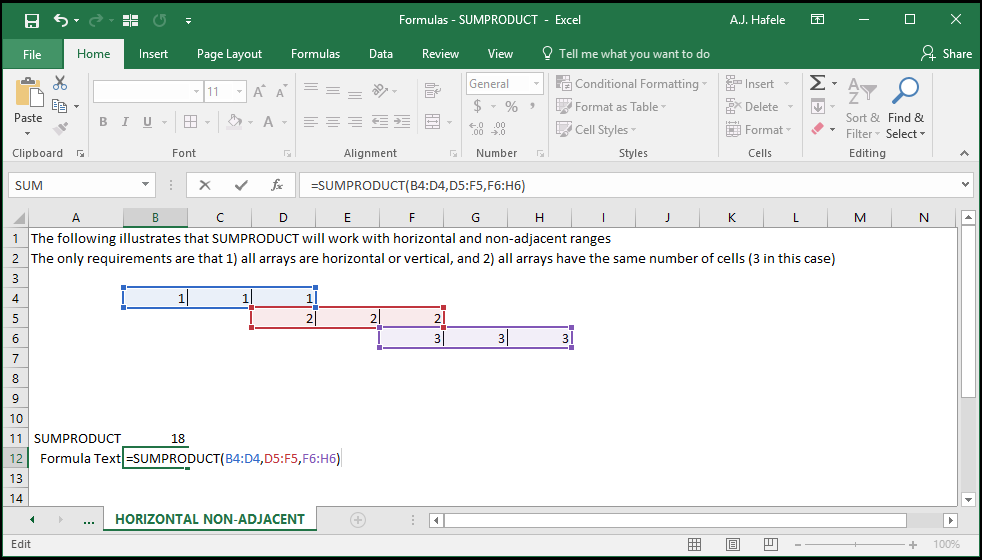 Formulas - SUMPRODUCT - Excel A.J. Hafele
File Home Insert Page Layout Formulas Data Review View Tell me what you want to do Share
11 A A General Conditional Formatting Insert Σ A Z
Paste B I U A $ % , Format as Table Delete Sort & Find &
.0 .00 .00 .0 Cell Styles Format Filter Select
Clipboard Font Alignment Number Styles Cells Editing
SUM fx =SUMPRODUCT(B4:D4,D5:F5,F6:H6)
A B C D E F G H I J K L M N
1 The following illustrates that SUMPRODUCT will work with horizontal and non-adjacent ranges
2 The only requirements are that 1) all arrays are horizontal or vertical, and 2) all arrays have the same number of cells (3 in this case)
3
4 1 1 1
5 2 2 2
6 3 3 3
7
8
9
10
11 SUMPRODUCT 18
12 Formula Text =SUMPRODUCT(B4:D4,D5:F5,F6:H6)
13
14
... HORIZONTAL NON-ADJACENT
Edit 100%